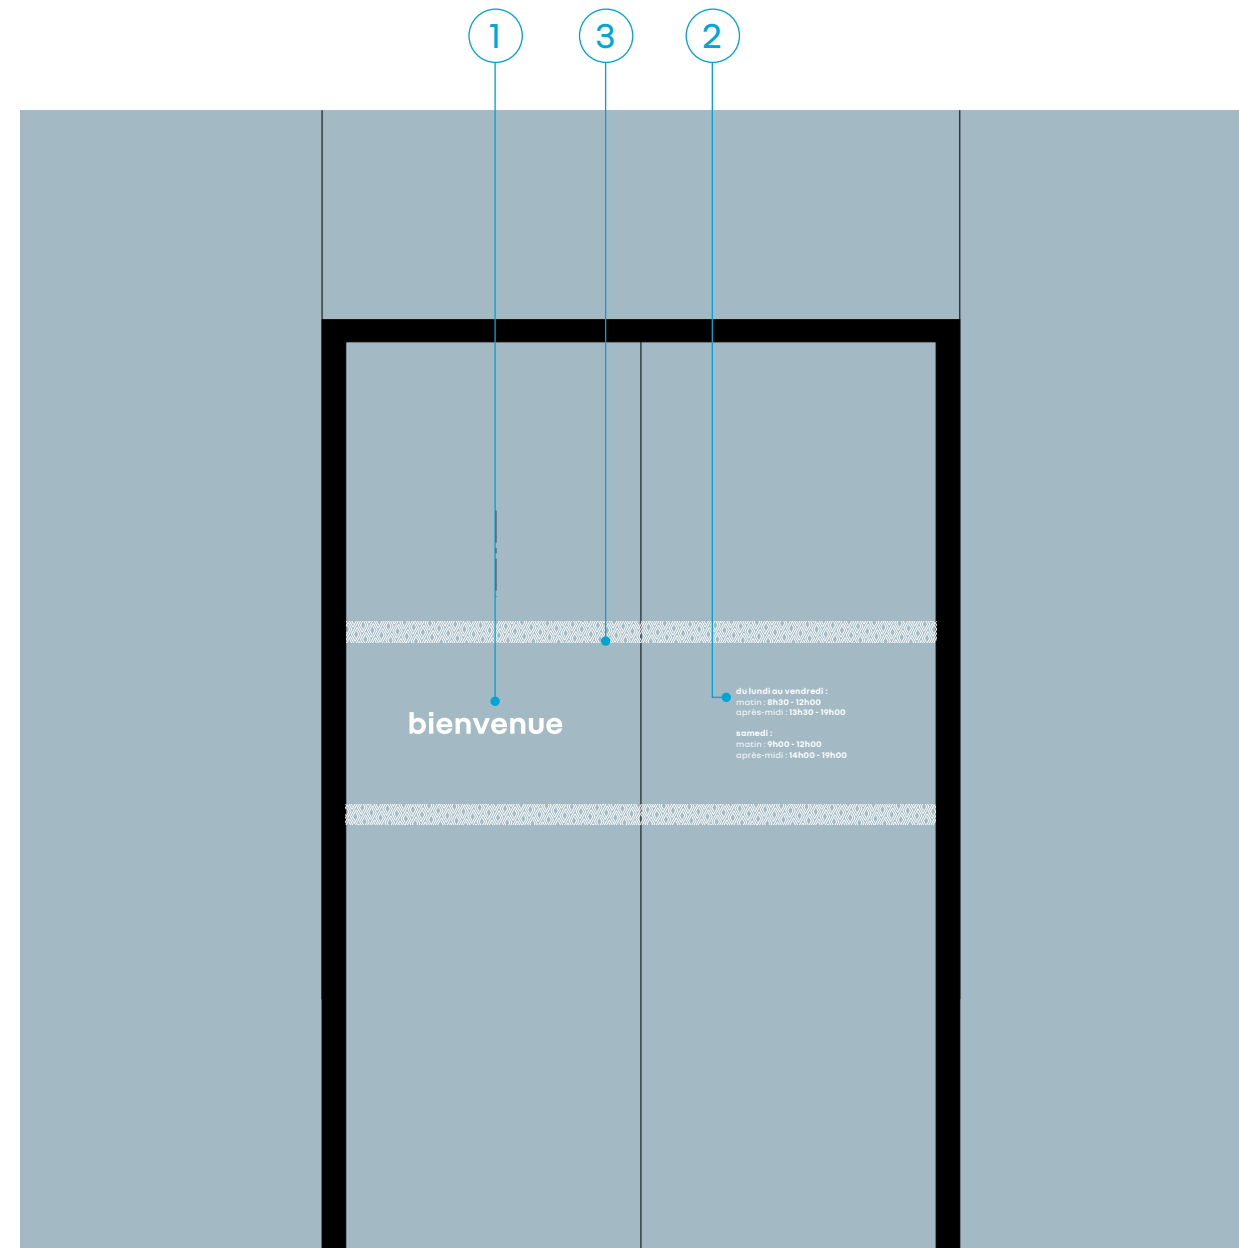 1 3 2
bienvenue
du lundi au vendredi :
matin : 8h30 - 12h00
après-midi : 13h30 - 19h00
samedi :
matin : 9h00 - 12h00
après-midi : 14h00 - 19h00